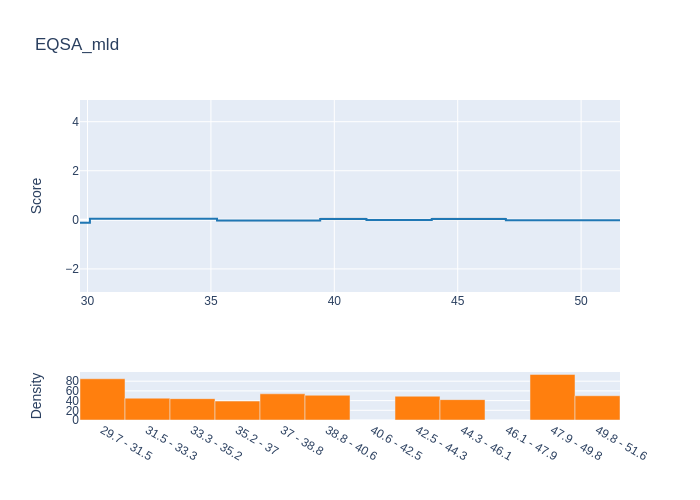 EQSA_mld
Score
4
2
0
−2
30 35 40 45 50
Density
80
60
40
20
0
29.7 - 31.5
31.5 - 33.3
33.3 - 35.2
35.2 - 37
37 - 38.8
38.8 - 40.6
40.6 - 42.5
42.5 - 44.3
44.3 - 46.1
46.1 - 47.9
47.9 - 49.8
49.8 - 51.6